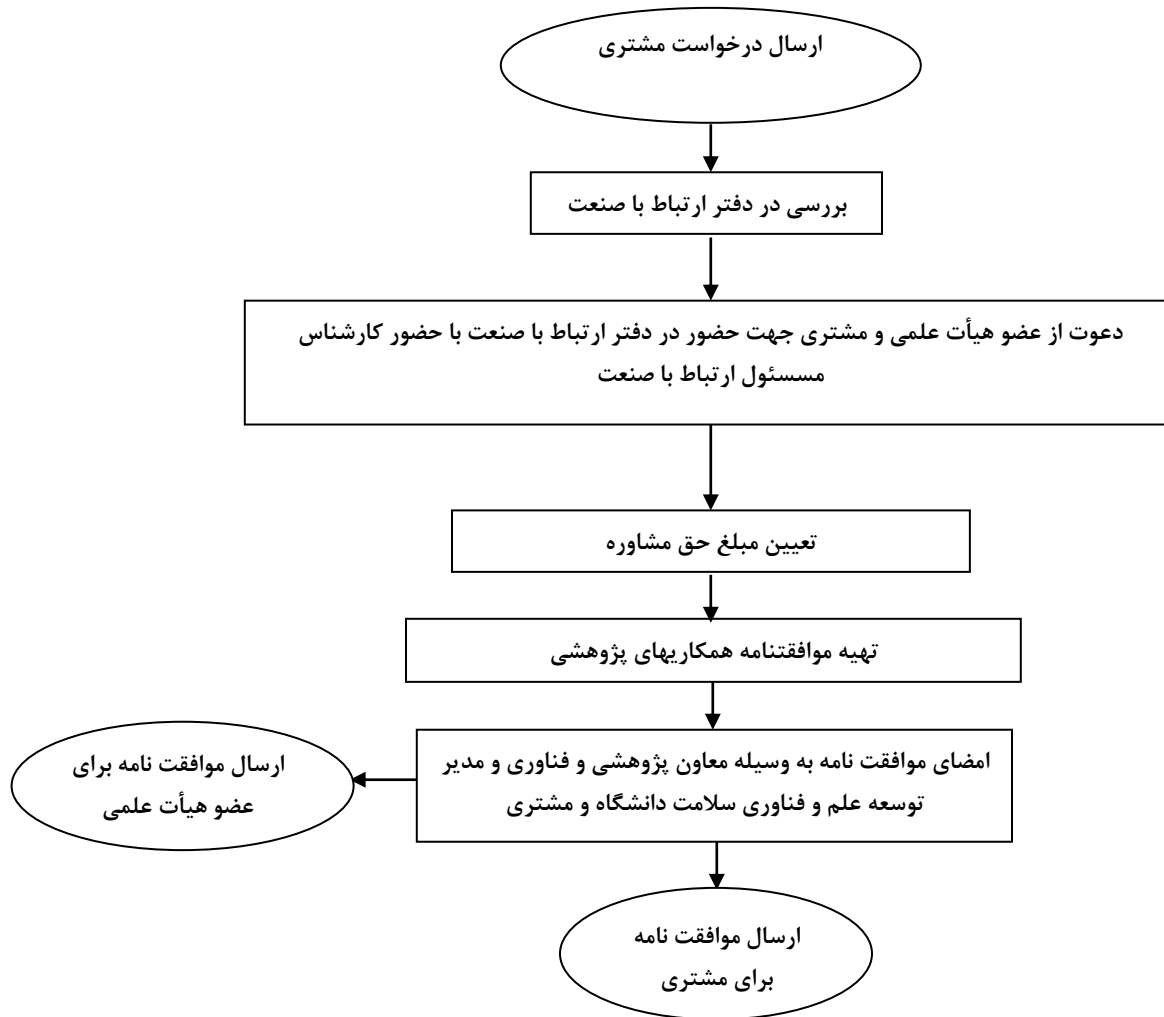 ارسال درخواست مشتری
بررسی در دفتر ارتباط با صنعت
دعوت از عضو هیأت علمی و مشتری جهت حضور در دفتر ارتباط با صنعت با حضور کارشناس
مسسئول ارتباط با صنعت
تعیین مبلغ حق مشاوره
تهیه موافقتنامه همکاریهای پژوهشی
امضای موافقت نامه به وسیله معاون پژوهشی و فناوری و مدیر
توسعه علم و فناوری سلامت دانشگاه و مشتری
ارسال موافقت نامه برای
عضو هیأت علمی
ارسال موافقت نامه
برای مشتری